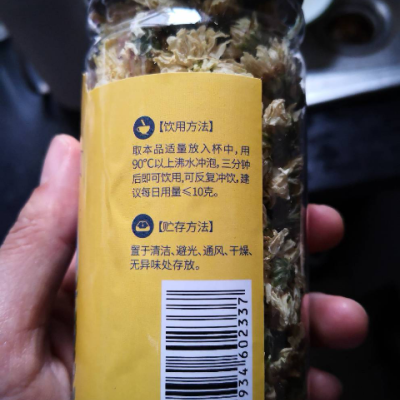 【饮用方法】
取本品适量放入杯中，用
90℃以上沸水冲泡，三分钟
后即可饮用，可反复冲饮，建
议每日用量≤10克。
【贮存方法】
置于清洁、避光、通风、干燥、
无异味处存放。
934602337